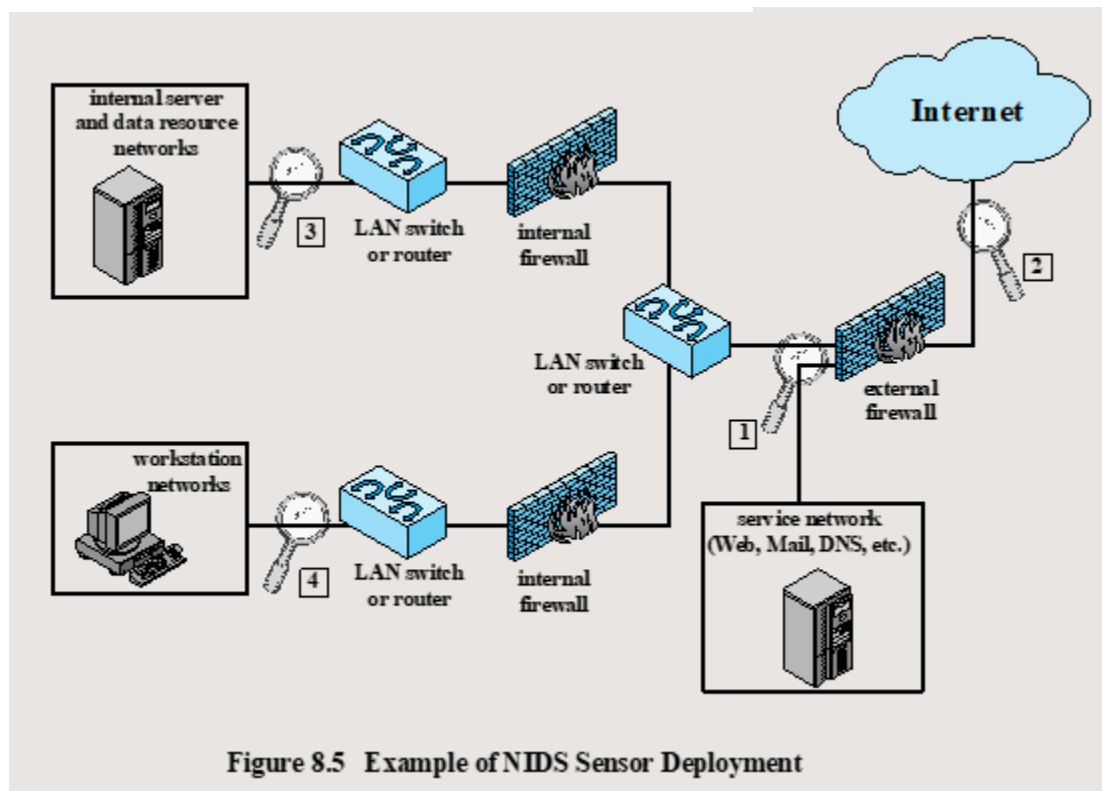 internal server
and data resource
networks
3
LAN switch
or router
internal
firewall
Internet
2
LAN switch
or router
1
external
firewall
workstation
networks
4
LAN switch
or router
internal
firewall
service network
(Web, Mail, DNS, etc.)
Figure 8.5 Example of NIDS Sensor Deployment